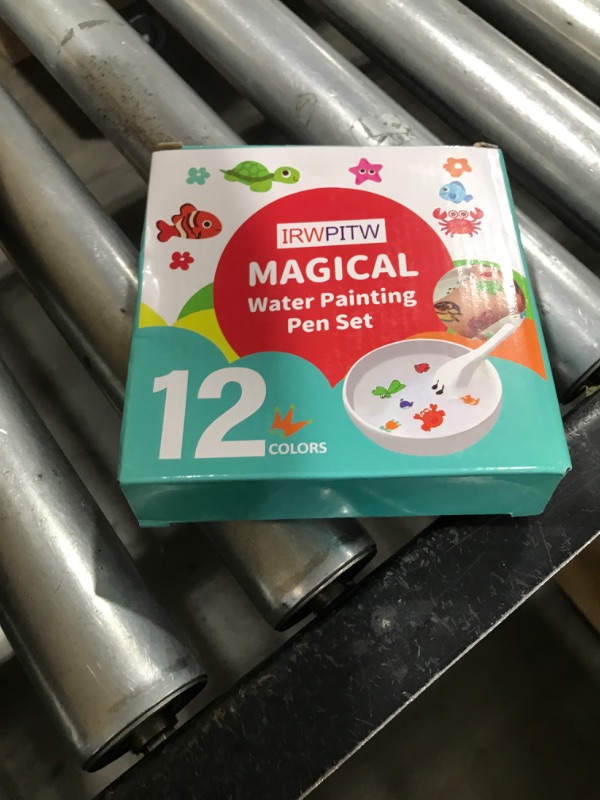 IRWPITW
MAGICAL
Water Painting
Pen Set
12
COLORS